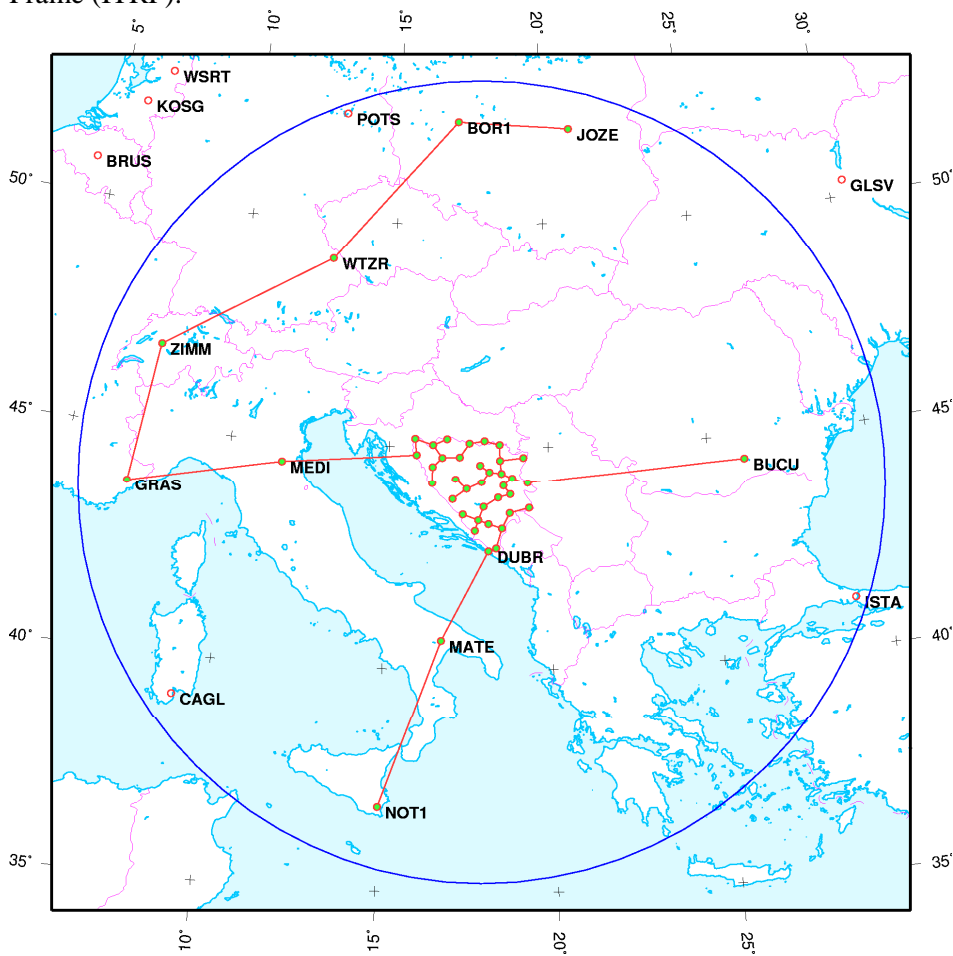 Frame (ITRF).
5° 10° 15° 20° 25° 30°
WSRT
KOSG
POTS
BOR1
JOZE
BRUS
GLSV
50° 50°
WTZR
ZIMM
45° 45°
MEDI
BUCU
GRAS
DUBR
ISTA
40° 40°
MATE
CAGL
NOT1
35° 35°
10° 15° 20° 25°